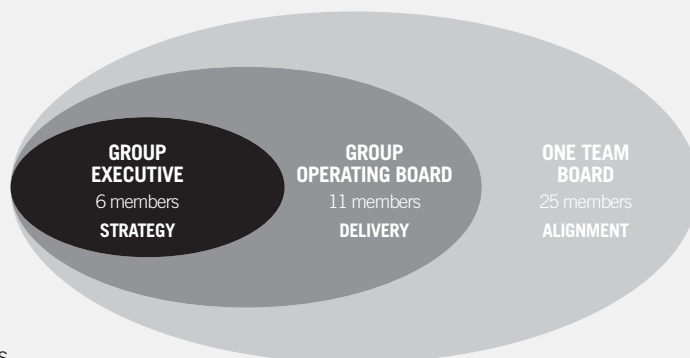 GROUP
EXECUTIVE
6 members
STRATEGY
GROUP
OPERATING BOARD
11 members
DELIVERY
ONE TEAM
BOARD
25 members
ALIGNMENT